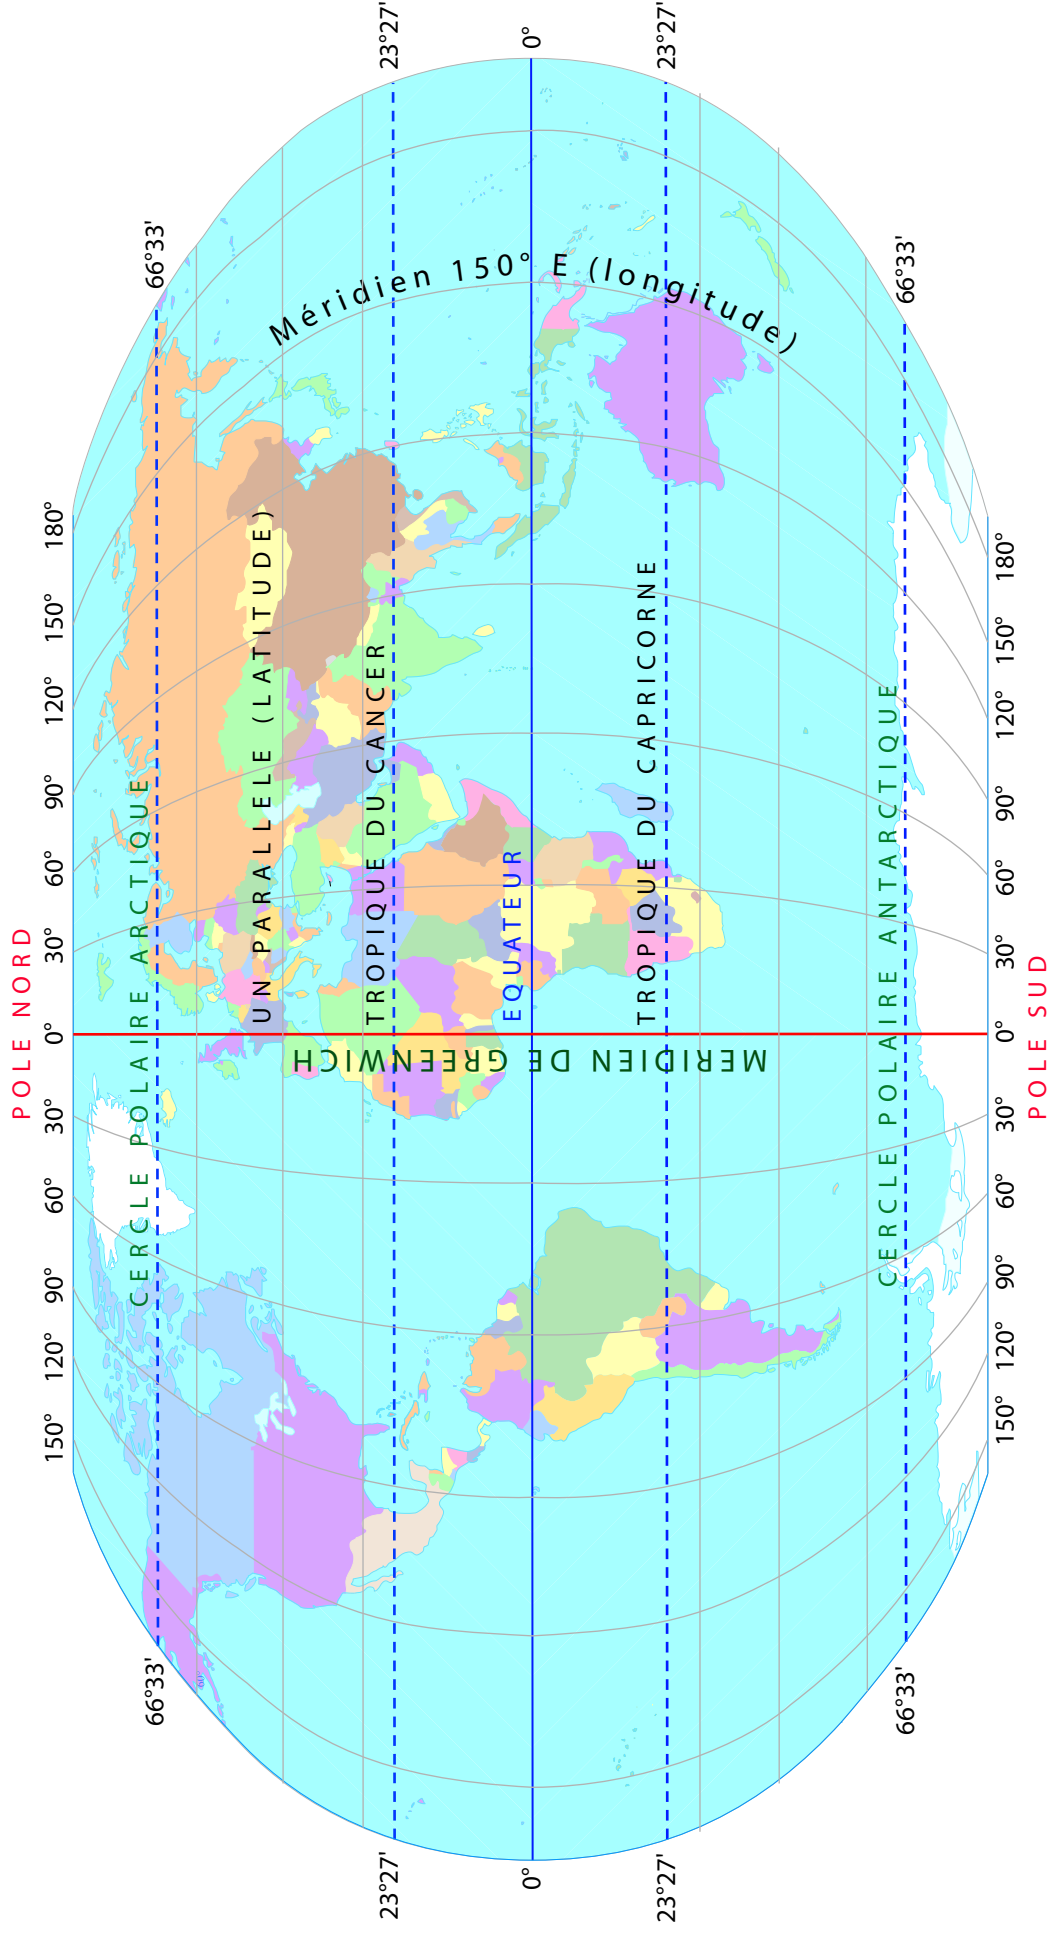 POLE NORD
150° 120° 90° 60° 30° 0° 30° 60° 90° 120° 150° 180°
CERCLE POLAIRE ARCTIQUE
66°33' 66°33'
60°
UN PARALLELE (LATITUDE)
Méridien 150° E (longitude)
TROPIQUE DU CANCER
23°27' 23°27'
MERIDIEN DE GREENWICH
EQUATEUR
0° 0°
TROPIQUE DU CAPRICORNE
23°27' 23°27'
CERCLE POLAIRE ANTARCTIQUE
66°33' 66°33'
150° 120° 90° 60° 30° 0° 30° 60° 90° 120° 150° 180°
POLE SUD